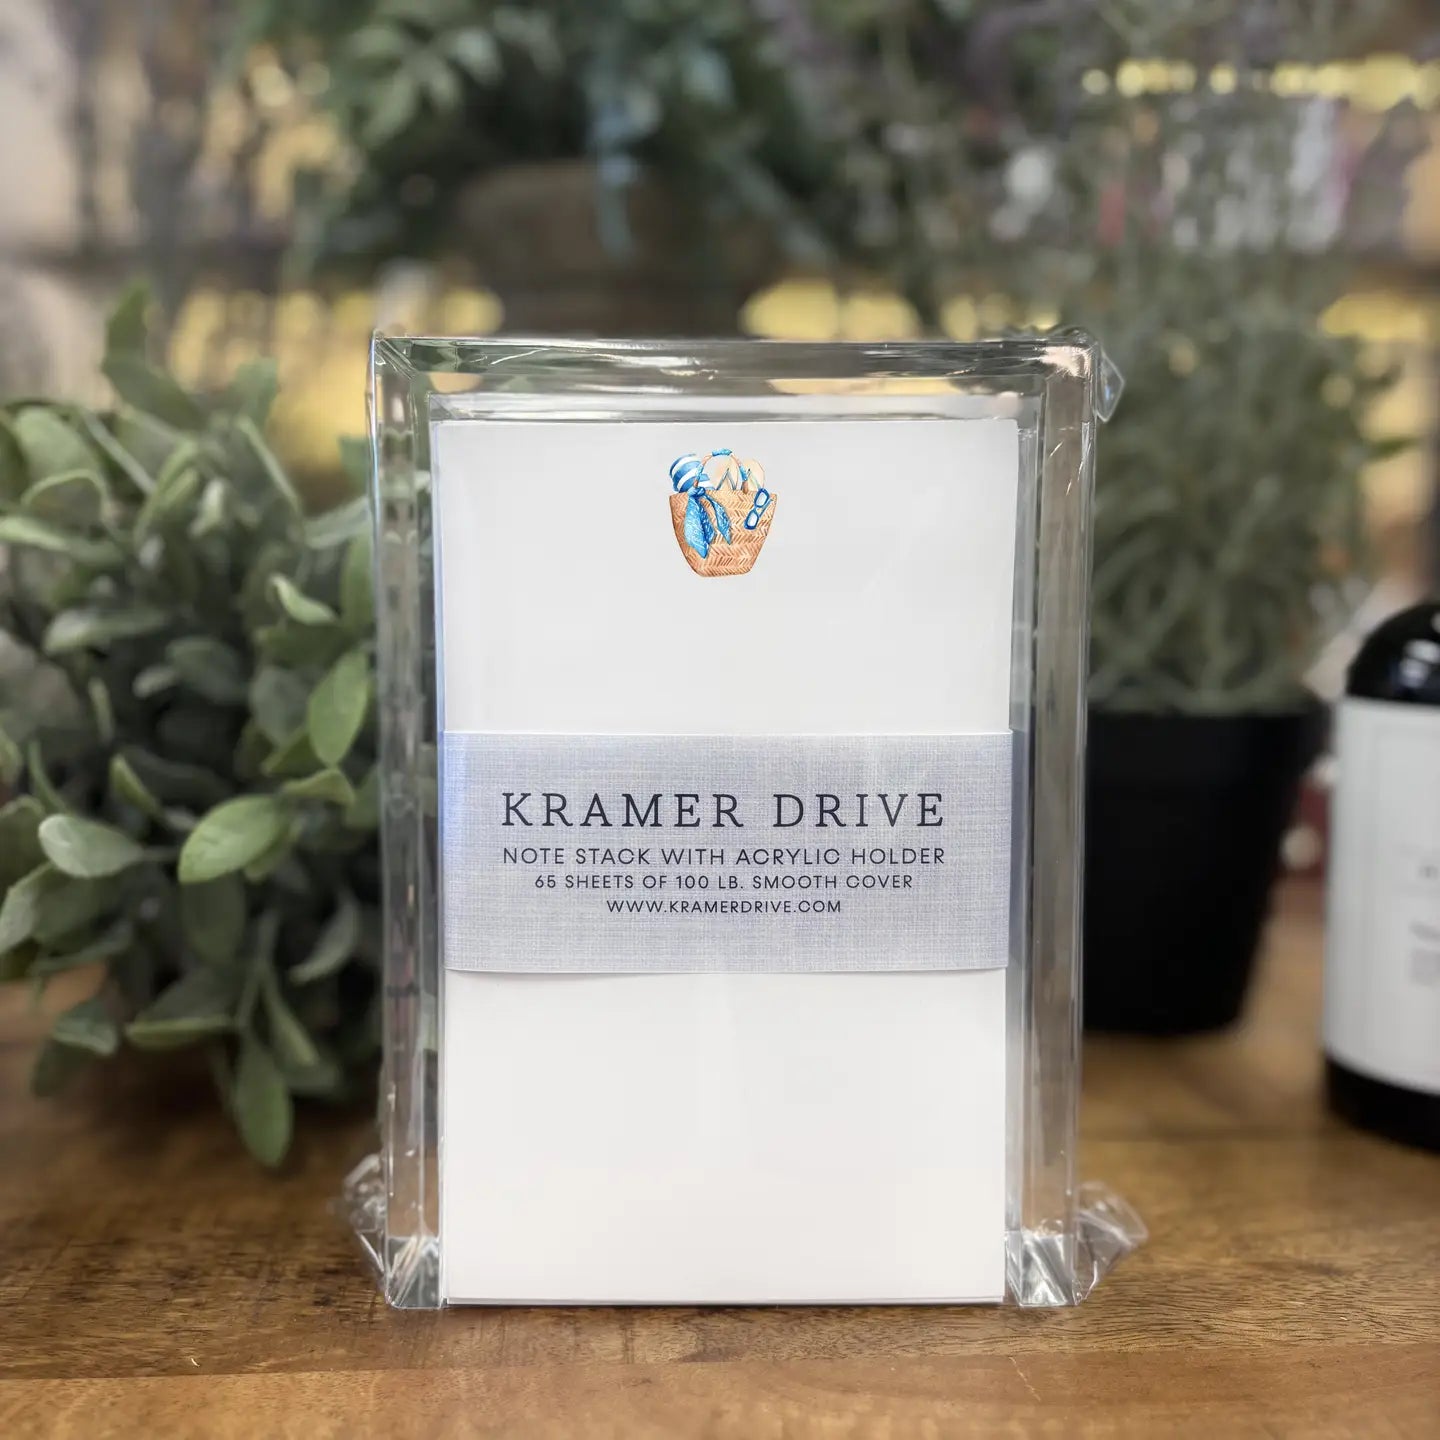 KRAMER DRIVE
NOTE STACK WITH ACRYLIC HOLDER
65 SHEETS OF 100 LB. SMOOTH COVER
WWW.KRAMERDRIVE.COM